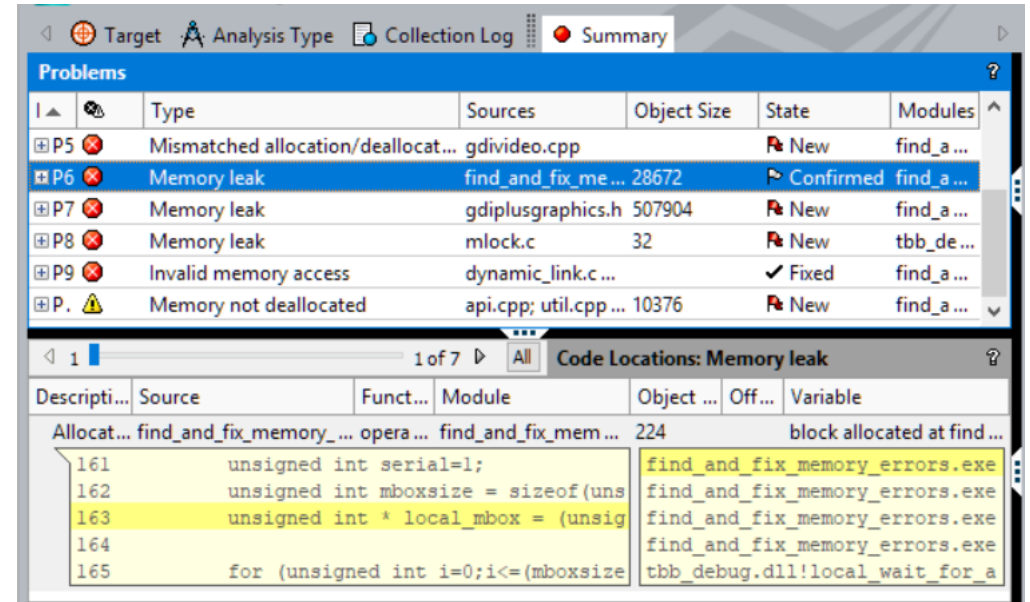 Target Analysis Type Collection Log Summary
Problems ?
I Type Sources Object Size State Modules
P5 Mismatched allocation/deallocat... gdivideo.cpp New find_a ...
P6 Memory leak find_and_fix_me ... 28672 Confirmed find_a ...
P7 Memory leak gdiplusgraphics.h 507904 New find_a ...
P8 Memory leak mlock.c 32 New tbb_de...
P9 Invalid memory access dynamic_link.c ... Fixed find_a ...
P. Memory not deallocated api.cpp; util.cpp ... 10376 New find_a ...
1 1 of 7 All Code Locations: Memory leak ?
Descripti... Source Funct... Module Object ... Off... Variable
Allocat... find_and_fix_memory_ ... opera ... find_and_fix_mem ... 224 block allocated at find ...
161 unsigned int serial=1; find_and_fix_memory_errors.exe
162 unsigned int mboxsize = sizeof(uns find_and_fix_memory_errors.exe
163 unsigned int * local_mbox = (unsig find_and_fix_memory_errors.exe
164 find_and_fix_memory_errors.exe
165 for (unsigned int i=0;i<=(mboxsize tbb_debug.dll!local_wait_for_a